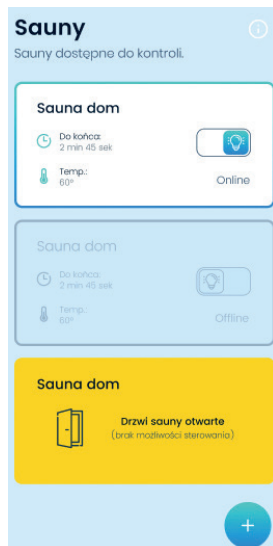 Sauny
Sauny dostępne do kontroli.
Sauna dom
Do końca:
2 min 45 sek
Temp.:
60°
Online
Sauna dom
Do końca:
2 min 45 sek
Temp.:
60°
Offline
Sauna dom
Drzwi sauny otwarte
(brak możliwości sterowania)